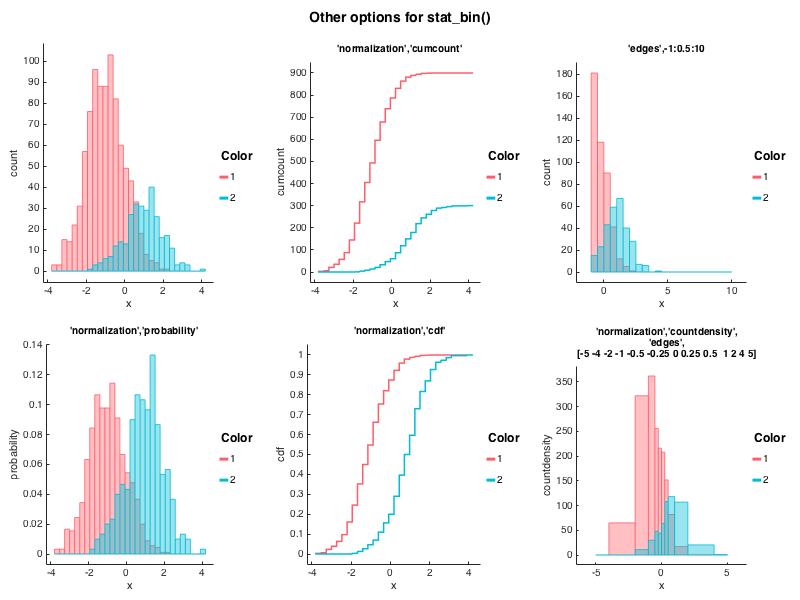 Other options for stat_bin()
count
100
90
80
70
60
50
40
30
20
10
0
-4 -2 0 2 4
x
Color
1
2
'normalization','cumcount'
cumcount
900
800
700
600
500
400
300
200
100
0
-4 -2 0 2 4
x
Color
1
2
'edges',-1:0.5:10
count
180
160
140
120
100
80
60
40
20
0
0 5 10
x
Color
1
2
'normalization','probability'
probability
0.14
0.12
0.1
0.08
0.06
0.04
0.02
0
-4 -2 0 2 4
x
Color
1
2
'normalization','cdf'
cdf
1
0.9
0.8
0.7
0.6
0.5
0.4
0.3
0.2
0.1
0
-4 -2 0 2 4
x
Color
1
2
'normalization','countdensity',
'edges',
[-5 -4 -2 -1 -0.5 -0.25 0 0.25 0.5 1 2 4 5]
countdensity
350
300
250
200
150
100
50
0
-5 0 5
x
Color
1
2